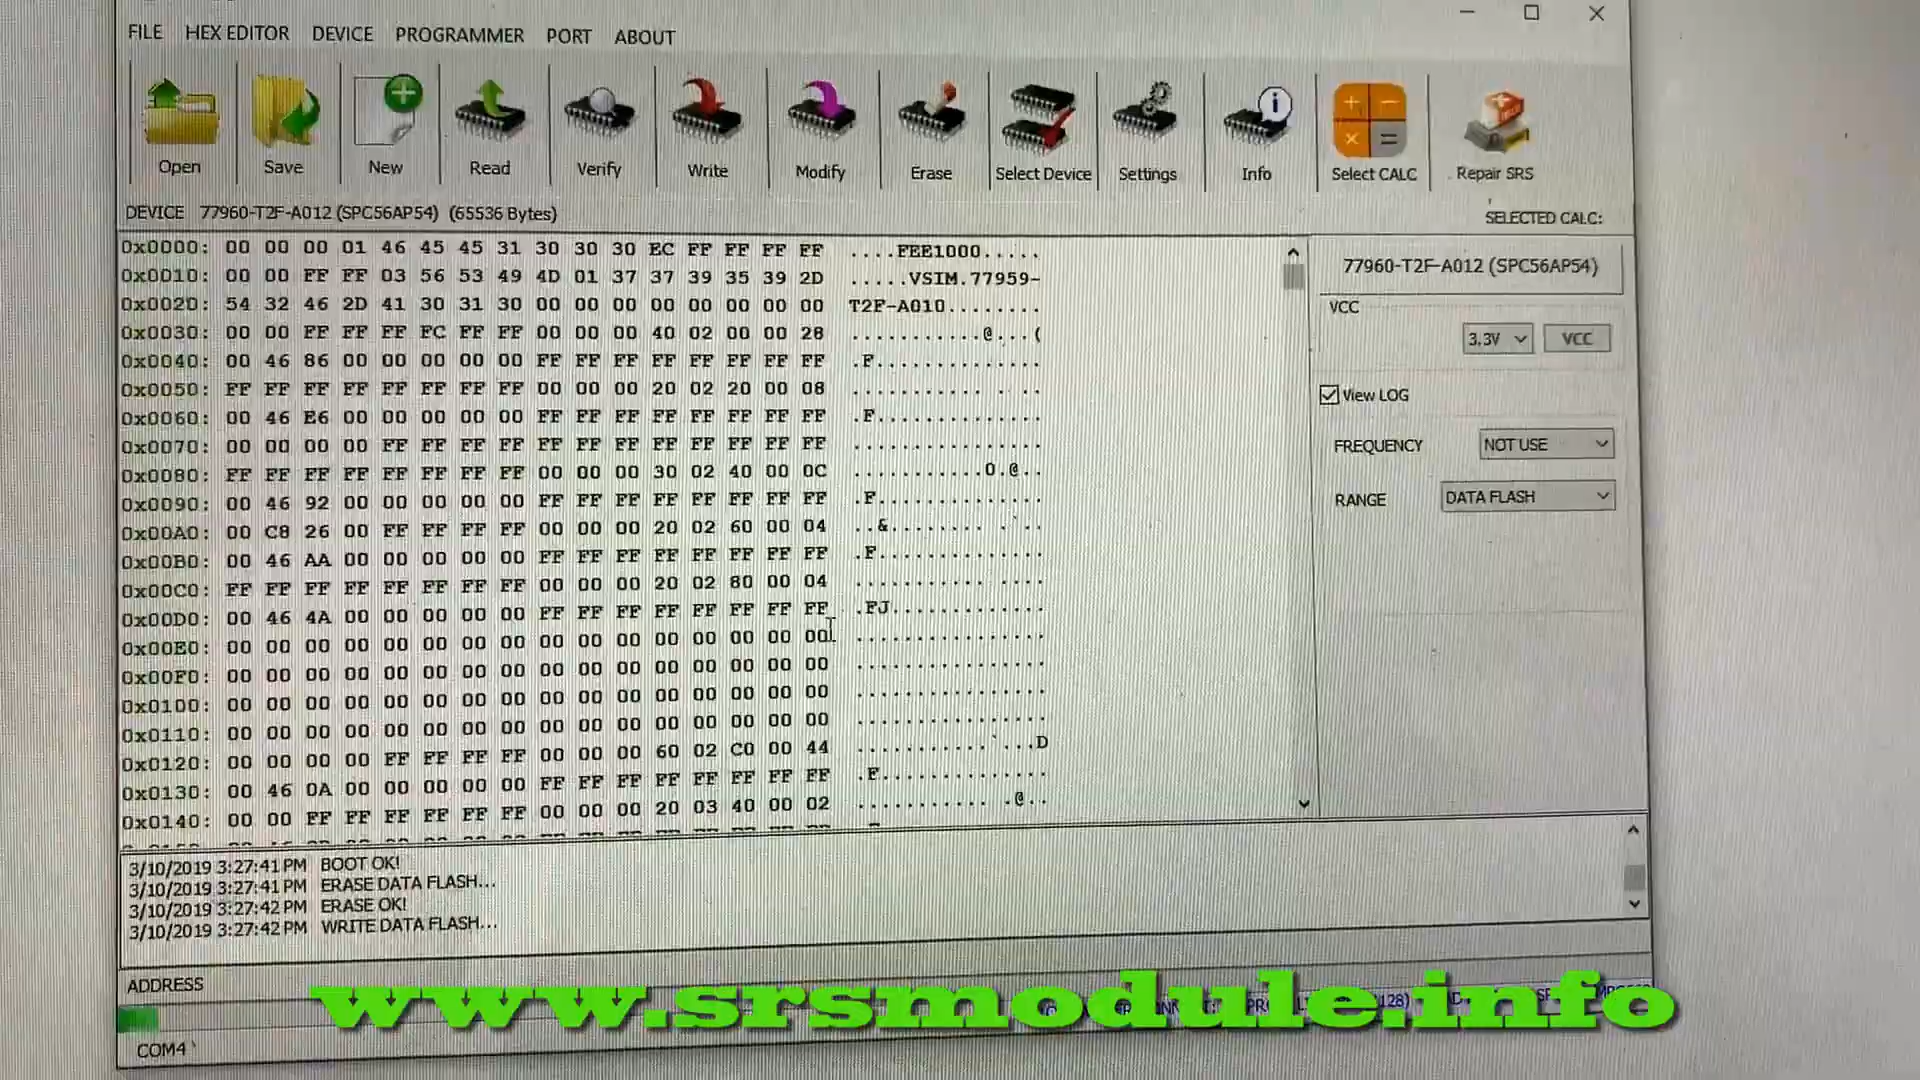 FILE HEX EDITOR DEVICE PROGRAMMER PORT ABOUT
Open Save New Read Verify Write Modify Erase Select Device Settings Info Select CALC Repair SRS
DEVICE 77960-T2F-A012 (SPC56AP54) (65536 Bytes)
SELECTED CALC:
0x0000: 00 00 00 01 46 45 45 31 30 30 30 EC FF FF FF FF ....FEE1000.....
0x0010: 00 00 FF FF 03 56 53 49 4D 01 37 37 39 35 39 2D .....VSIM.77959-
0x0020: 54 32 46 2D 41 30 31 30 00 00 00 00 00 00 00 00 T2F-A010........
0x0030: 00 00 FF FF FF FC FF FF 00 00 00 40 02 00 00 28 ...........@...(
0x0040: 00 46 86 00 00 00 00 00 FF FF FF FF FF FF FF FF .F..............
0x0050: FF FF FF FF FF FF FF FF 00 00 00 20 02 20 00 08 ........... . ..
0x0060: 00 46 E6 00 00 00 00 00 FF FF FF FF FF FF FF FF .F..............
0x0070: 00 00 00 00 FF FF FF FF FF FF FF FF FF FF FF FF ................
0x0080: FF FF FF FF FF FF FF FF 00 00 00 30 02 40 00 0C ...........0.@..
0x0090: 00 46 92 00 00 00 00 00 FF FF FF FF FF FF FF FF .F..............
0x00A0: 00 C8 26 00 FF FF FF FF 00 00 00 20 02 60 00 04 ..&........ .`..
0x00B0: 00 46 AA 00 00 00 00 00 FF FF FF FF FF FF FF FF .F..............
0x00C0: FF FF FF FF FF FF FF FF 00 00 00 20 02 80 00 04 ........... ....
0x00D0: 00 46 4A 00 00 00 00 00 FF FF FF FF FF FF FF FF .FJ.............
0x00E0: 00 00 00 00 00 00 00 00 00 00 00 00 00 00 00 00 ................
0x00F0: 00 00 00 00 00 00 00 00 00 00 00 00 00 00 00 00 ................
0x0100: 00 00 00 00 00 00 00 00 00 00 00 00 00 00 00 00 ................
0x0110: 00 00 00 00 00 00 00 00 00 00 00 00 00 00 00 00 ................
0x0120: 00 00 00 00 FF FF FF FF 00 00 00 60 02 C0 00 44 ...........`...D
0x0130: 00 46 0A 00 00 00 00 00 FF FF FF FF FF FF FF FF .F..............
0x0140: 00 00 FF FF FF FF FF FF 00 00 00 20 03 40 00 02 ........... .@..
77960-T2F-A012 (SPC56AP54)
VCC
3.3V VCC
View LOG
FREQUENCY NOT USE
RANGE DATA FLASH
3/10/2019 3:27:41 PM BOOT OK!
3/10/2019 3:27:41 PM ERASE DATA FLASH...
3/10/2019 3:27:42 PM ERASE OK!
3/10/2019 3:27:42 PM WRITE DATA FLASH...
ADDRESS
www.srsmodule.info
COM4